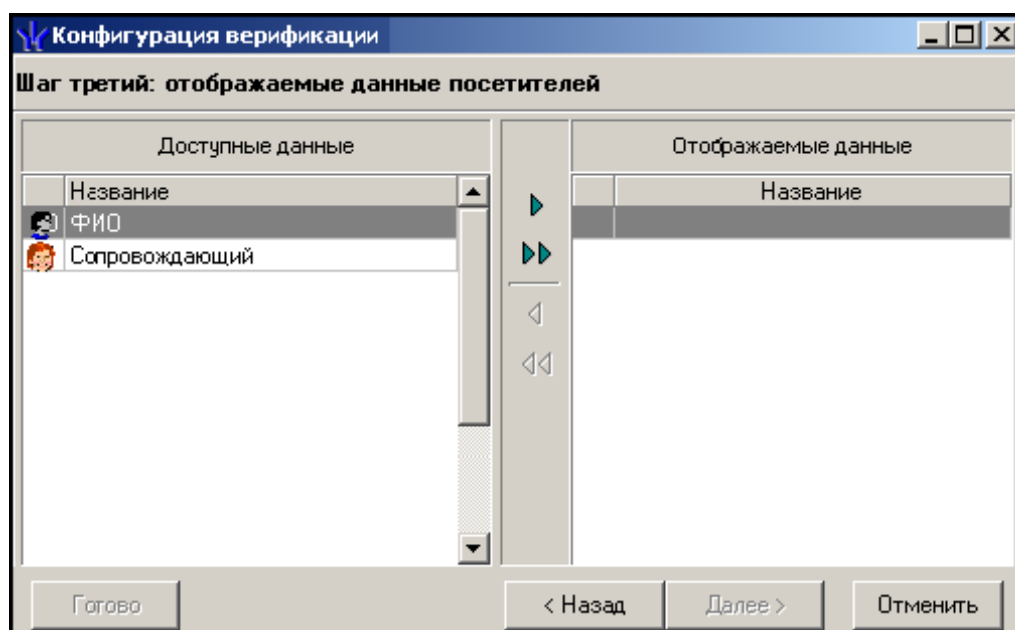 Конфигурация верификации
Шаг третий: отображаемые данные посетителей
Доступные данные
Отображаемые данные
Название
Название
ФИО
Сопровождающий
Готово
< Назад
Далее >
Отменить